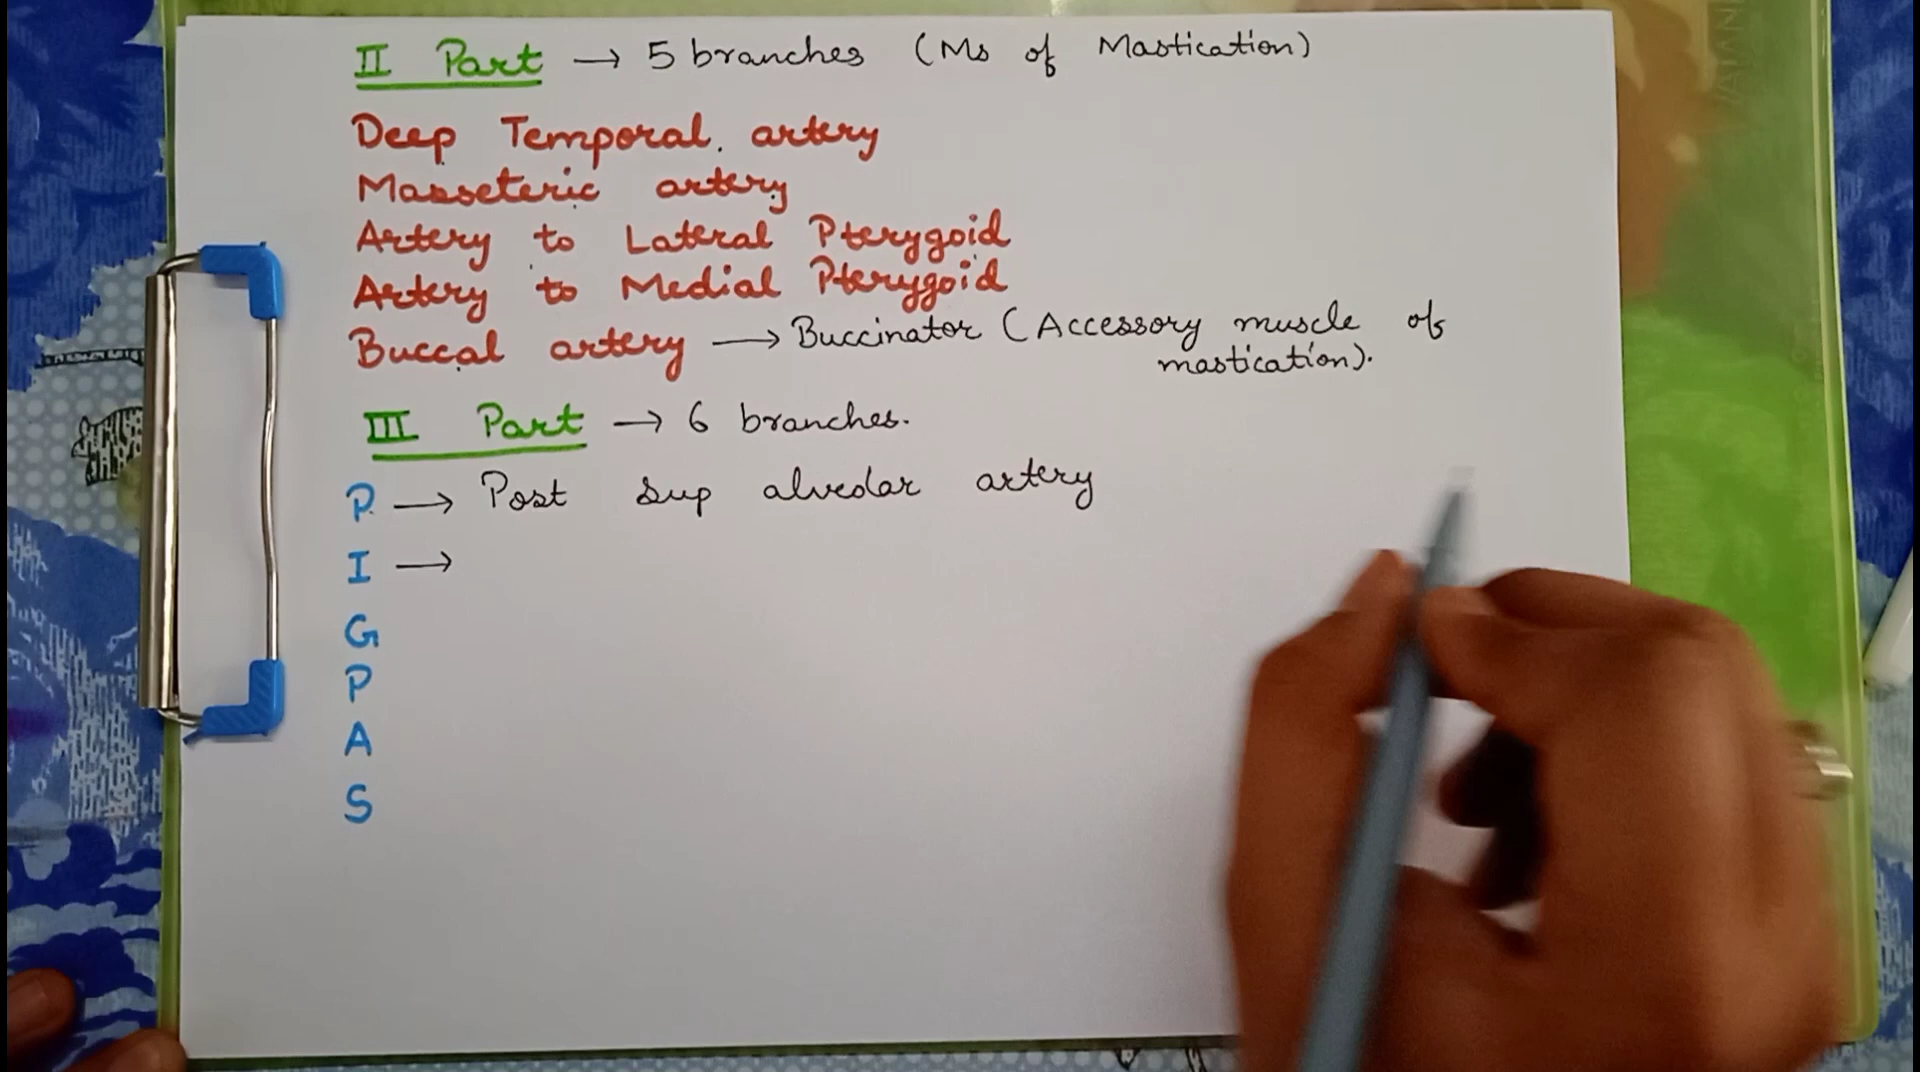 II Part → 5 branches (Ms of Mastication)
Deep Temporal. artery
Masseteric artery
Artery to Lateral Pterygoid
Artery to Medial Pterygoid
Buccal artery → Buccinator (Accessory muscle of
mastication).
III Part → 6 branches.
P → Post Sup alveolar artery
I →
G
P
A
S